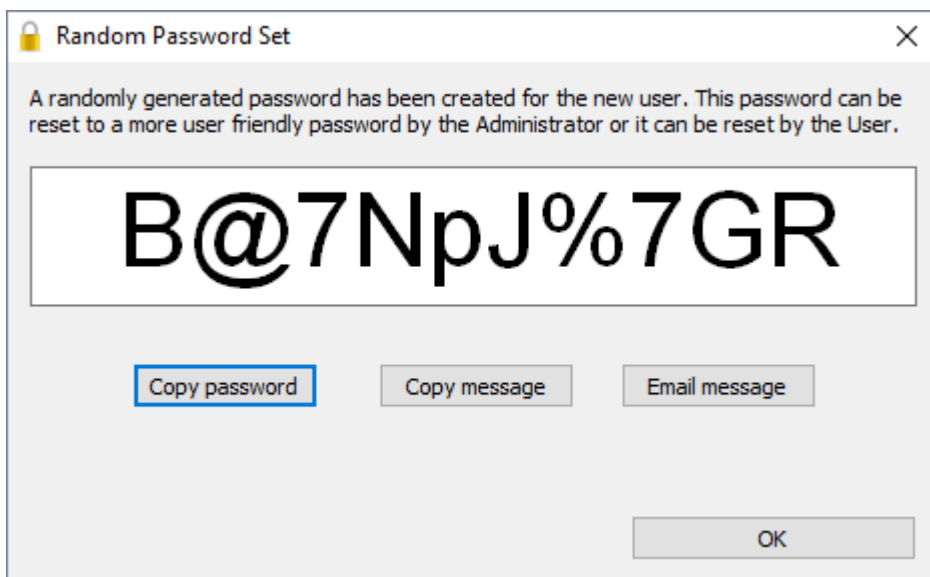 Random Password Set
A randomly generated password has been created for the new user. This password can be
reset to a more user friendly password by the Administrator or it can be reset by the User.
B@7NpJ%7GR
Copy password
Copy message
Email message
OK